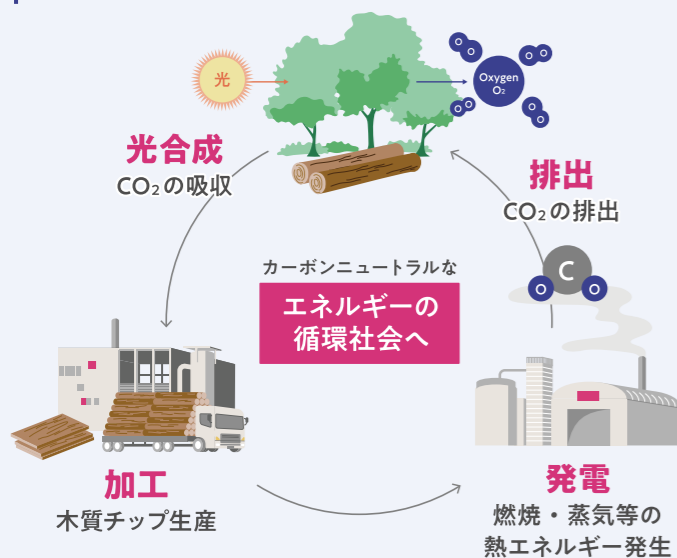 光
Oxygen
O₂
O
O
O
O
O
O
O
O
光合成
CO₂の吸収
排出
CO₂の排出
C
O
O
カーボンニュートラルな
エネルギーの
循環社会へ
加工
木質チップ生産
発電
燃焼・蒸気等の
熱エネルギー発生